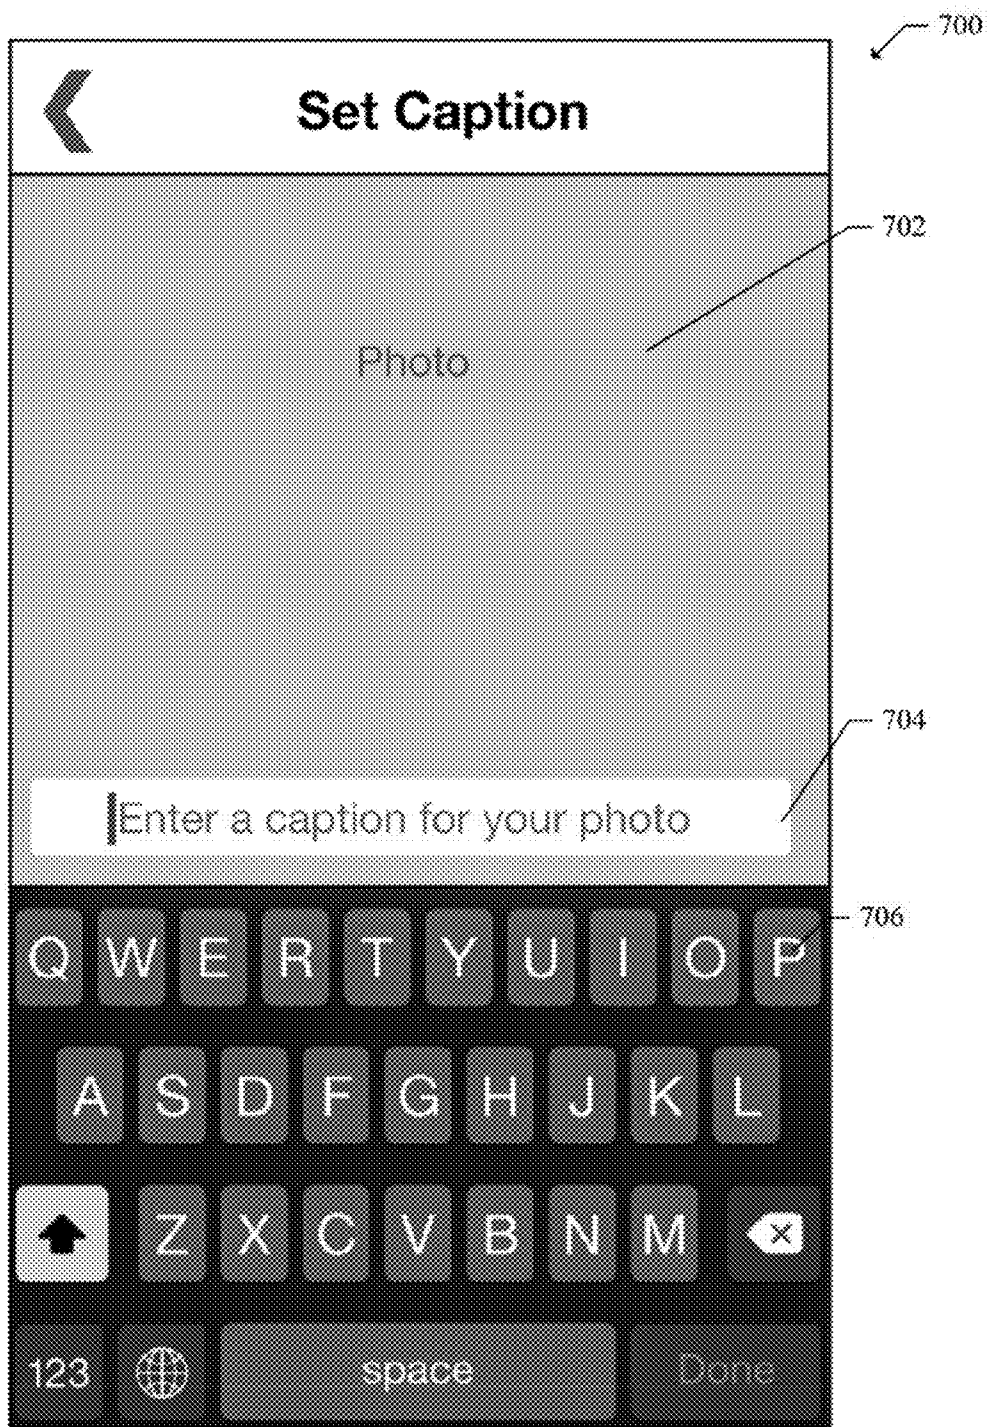 700
Set Caption
702
Photo
704
Enter a caption for your photo
706
Q W E R T Y U I O P
A S D F G H J K L
Z X C V B N M
123 space Done